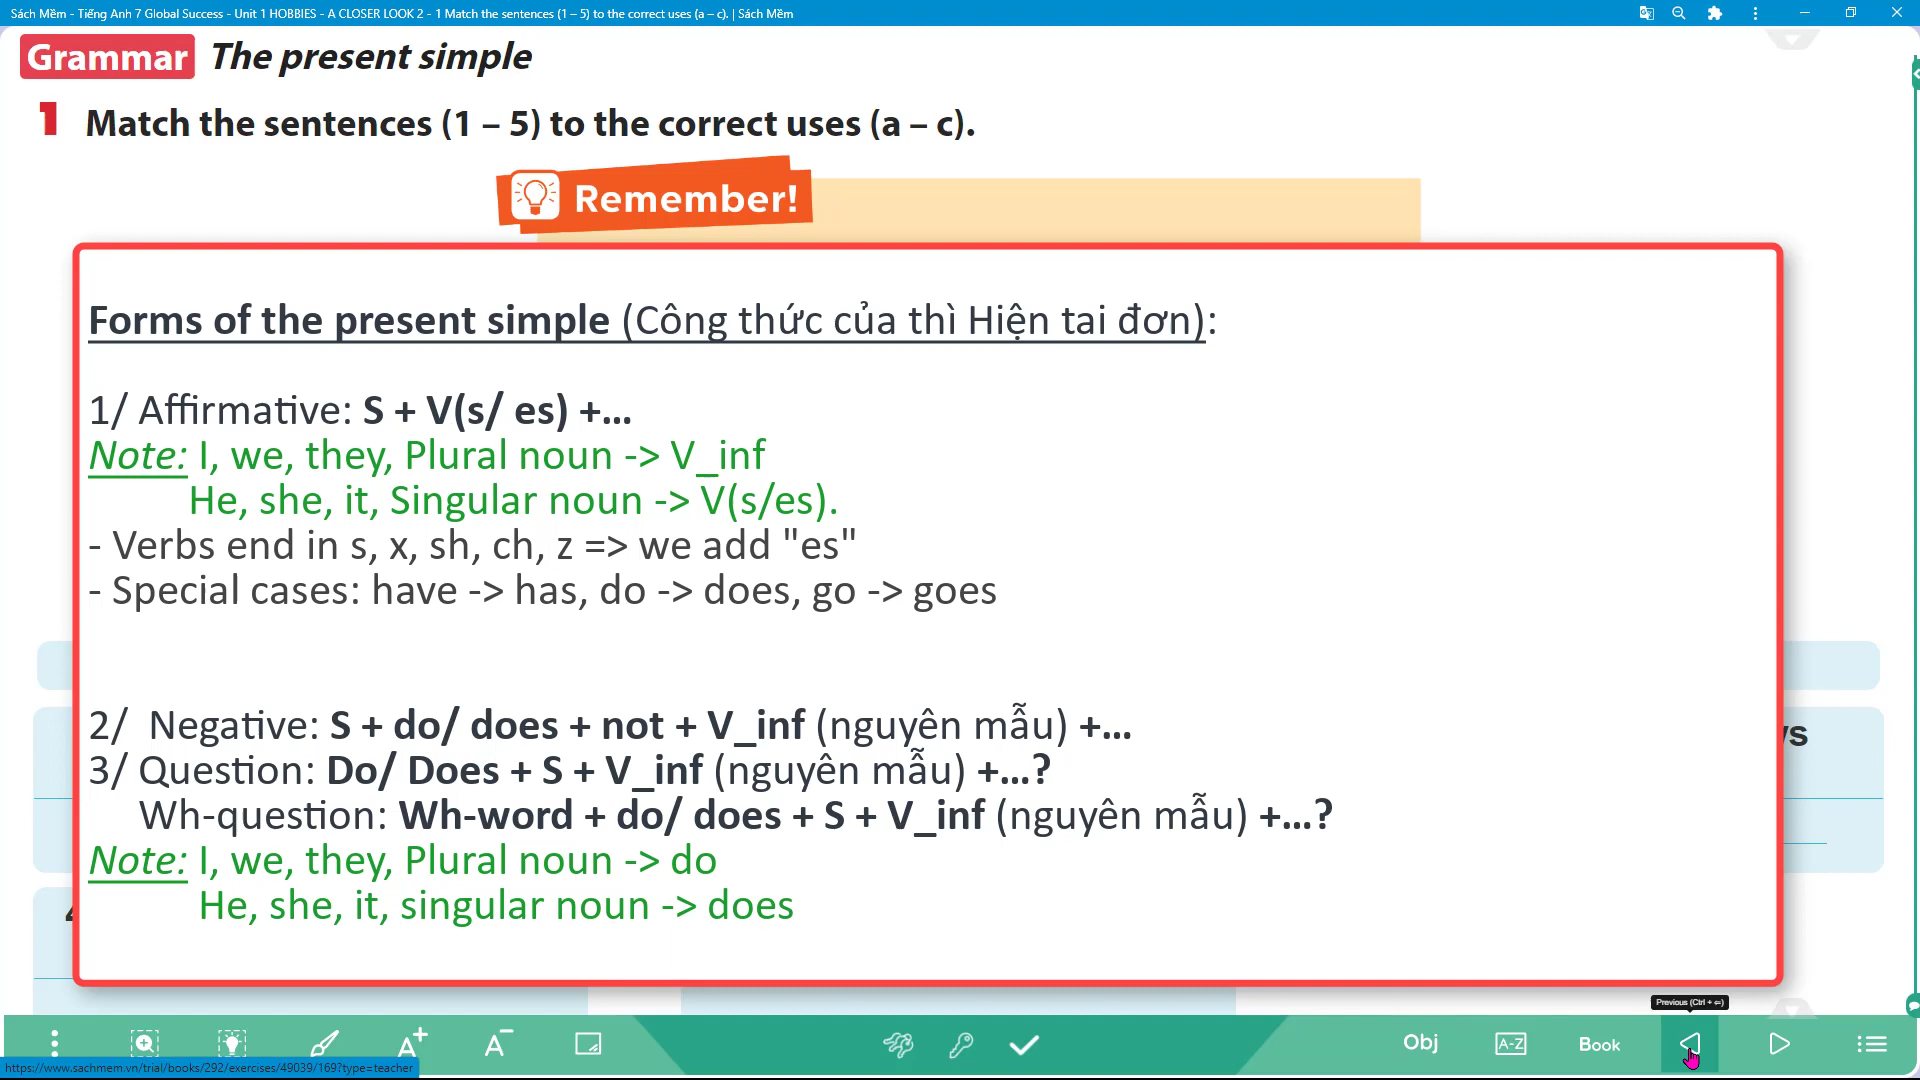 Sách Mềm - Tiếng Anh 7 Global Success - Unit 1 HOBBIES - A CLOSER LOOK 2 - 1 Match the sentences (1 – 5) to the correct uses (a – c). | Sách Mềm
Grammar The present simple
1 Match the sentences (1 – 5) to the correct uses (a – c).
Remember!
Forms of the present simple (Công thức của thì Hiện tai đơn):
1/ Affirmative: S + V(s/ es) +...
Note: I, we, they, Plural noun -> V_inf
He, she, it, Singular noun -> V(s/es).
- Verbs end in s, x, sh, ch, z => we add "es"
- Special cases: have -> has, do -> does, go -> goes
2/ Negative: S + do/ does + not + V_inf (nguyên mẫu) +...
3/ Question: Do/ Does + S + V_inf (nguyên mẫu) +...?
Wh-question: Wh-word + do/ does + S + V_inf (nguyên mẫu) +...?
Note: I, we, they, Plural noun -> do
He, she, it, singular noun -> does
Previous (Ctrl + ⇦)
A+ A- Obj A-Z Book
https://www.sachmem.vn/trial/books/292/exercises/49039/169?type=teacher